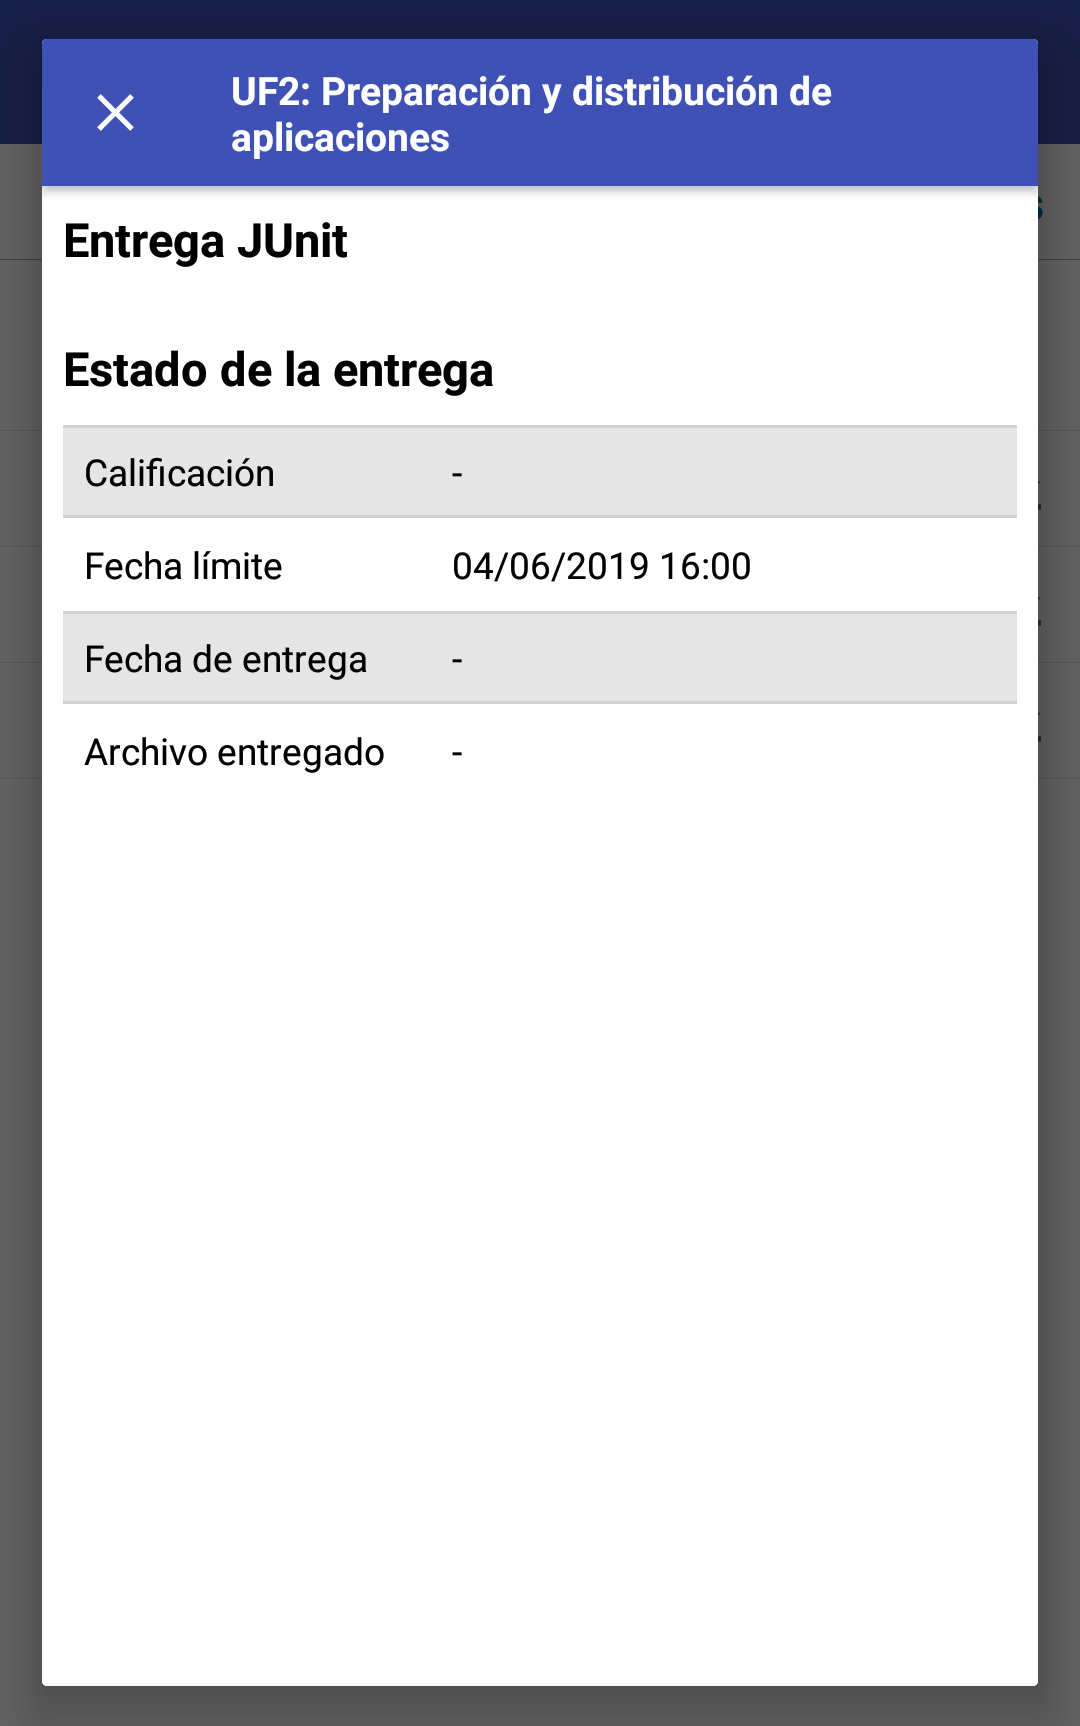 UF2: Preparación y distribución de
aplicaciones
Entrega JUnit
Estado de la entrega
Calificación -
Fecha límite 04/06/2019 16:00
Fecha de entrega -
Archivo entregado -